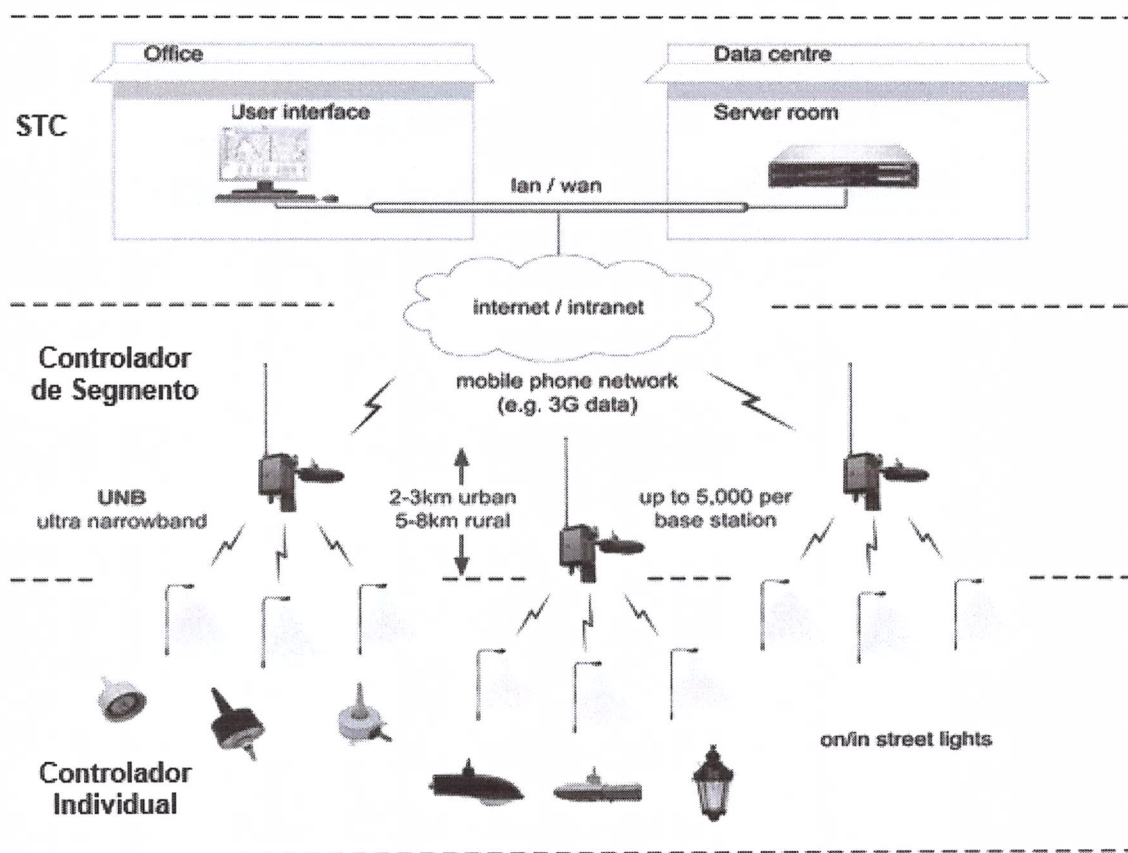 Office
Data centre
STC
User interface
Server room
lan / wan
internet / intranet
Controlador
de Segmento
mobile phone network
(e.g. 3G data)
UNB
ultra narrowband
2-3km urban
5-8km rural
up to 5.000 per
base station
on/in street lights
Controlador
Individual